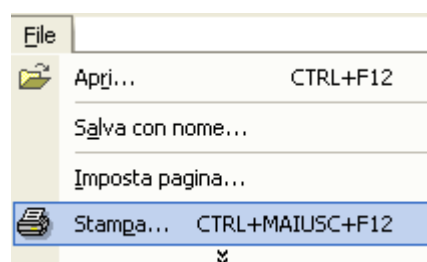 File
Apri... CTRL+F12
Salva con nome...
Imposta pagina...
Stampa... CTRL+MAIUSC+F12